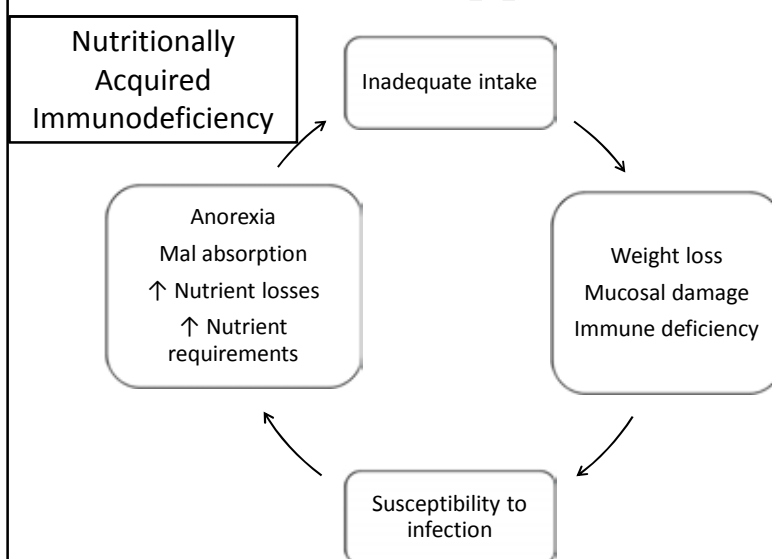 Nutritionally
Acquired
Immunodeficiency
Inadequate intake
Anorexia
Mal absorption
↑ Nutrient losses
↑ Nutrient
requirements
Weight loss
Mucosal damage
Immune deficiency
Susceptibility to
infection